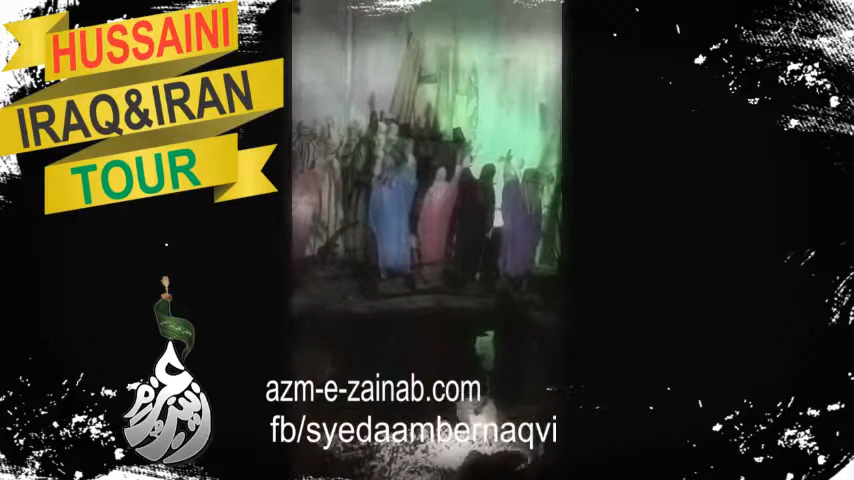 HUSSAINI
IRAQ&IRAN
TOUR
azm-e-zainab.com
fb/syedaambernaqvi